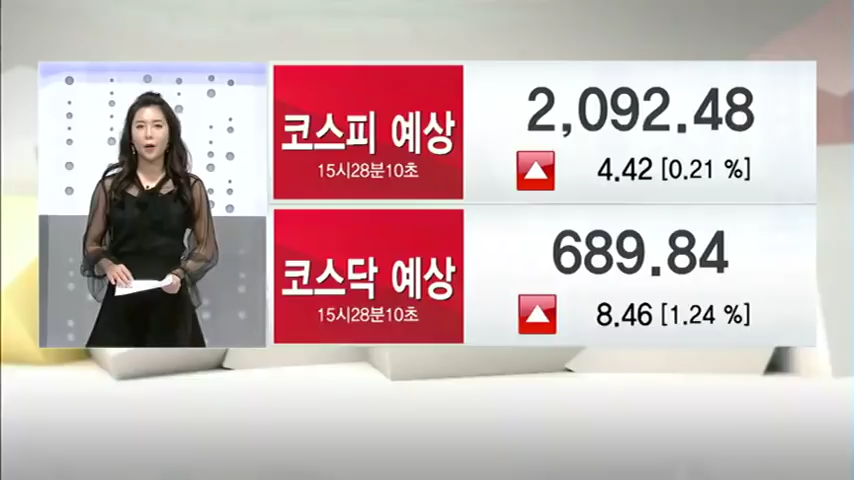 코스피 예상
15시28분10초
2,092.48
▲ 4.42 [0.21 %]
코스닥 예상
15시28분10초
689.84
▲ 8.46 [1.24 %]